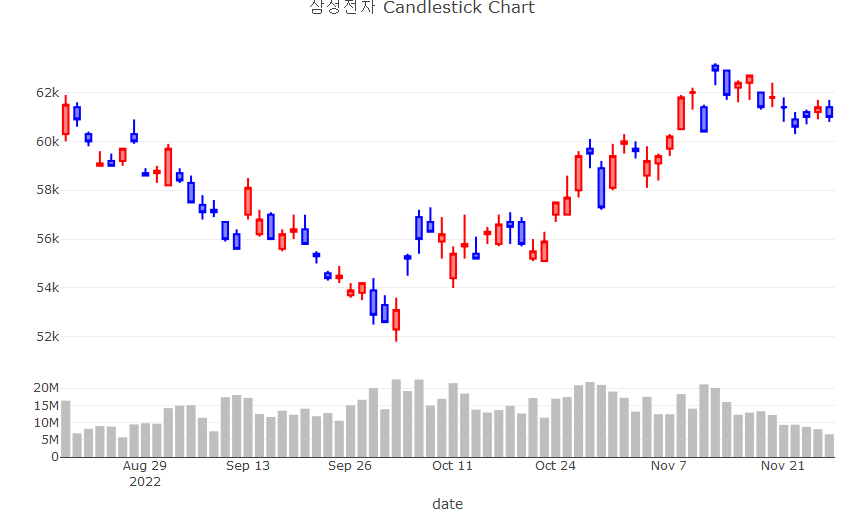 삼성전자 Candlestick Chart
62k
60k
58k
56k
54k
52k
20M
15M
10M
5M
0
Aug 29 Sep 13 Sep 26 Oct 11 Oct 24 Nov 7 Nov 21
2022
date